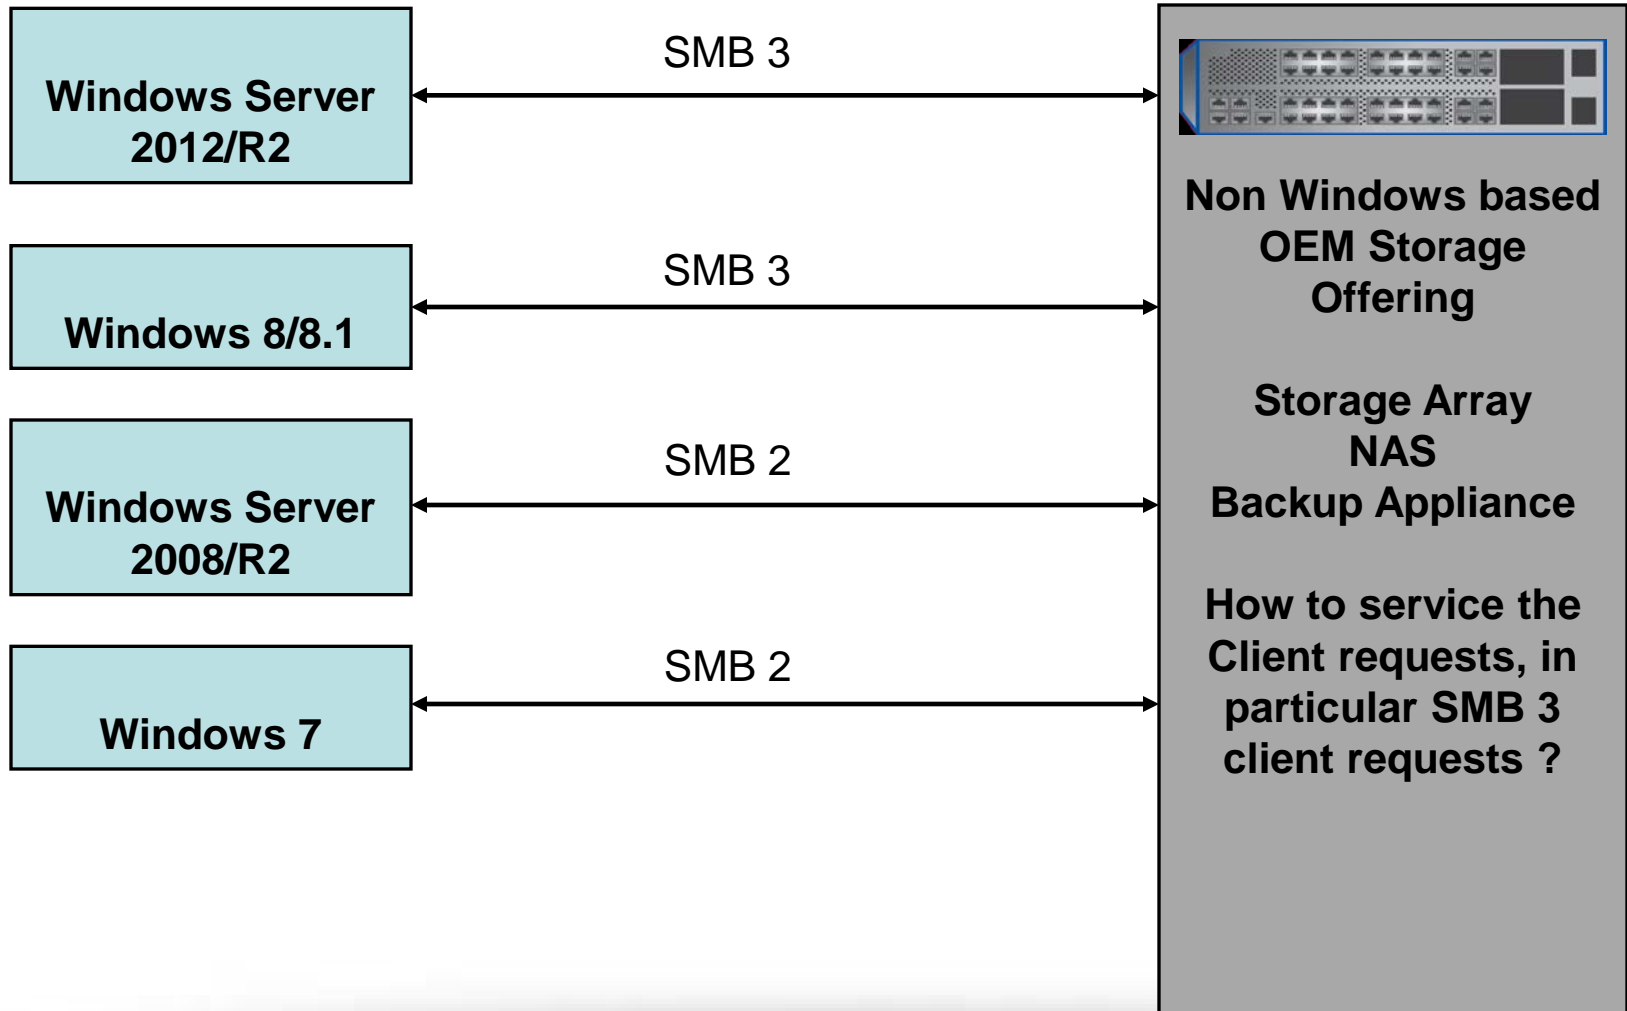 Windows Server
2012/R2
SMB 3
Windows 8/8.1
SMB 3
Windows Server
2008/R2
SMB 2
Windows 7
SMB 2
Non Windows based
OEM Storage
Offering
Storage Array
NAS
Backup Appliance
How to service the
Client requests, in
particular SMB 3
client requests ?